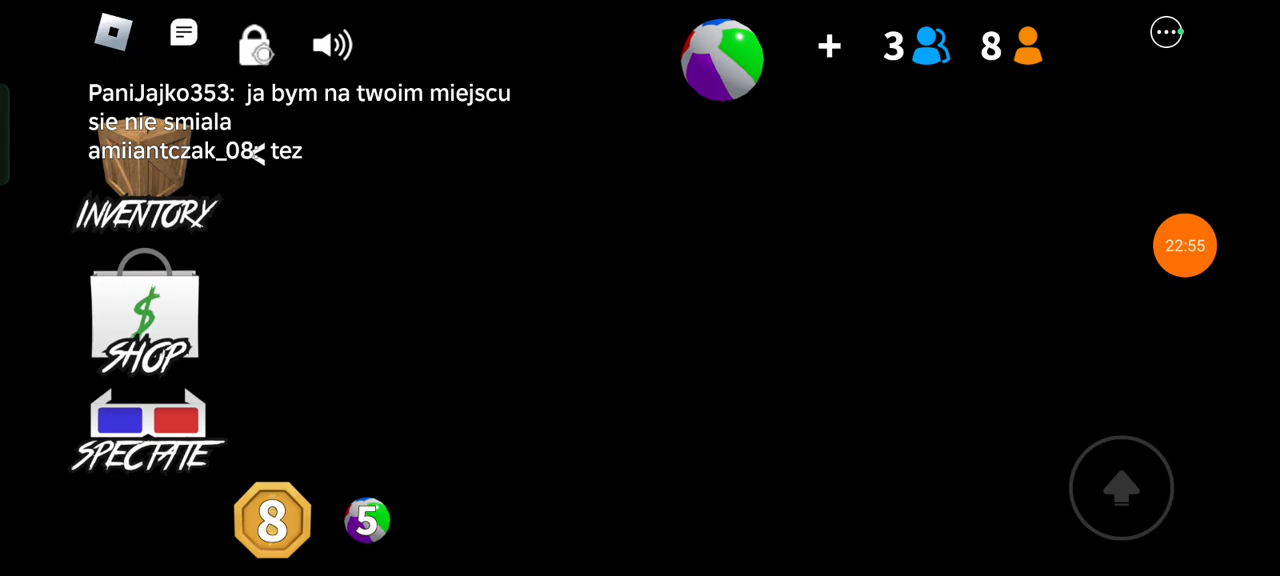 3 8
PaniJajko353: ja bym na twoim miejscu
sie nie smiala
amiiantczak_08: < tez
INVENTORY
22:55
$
SHOP
SPECTATE
8 5